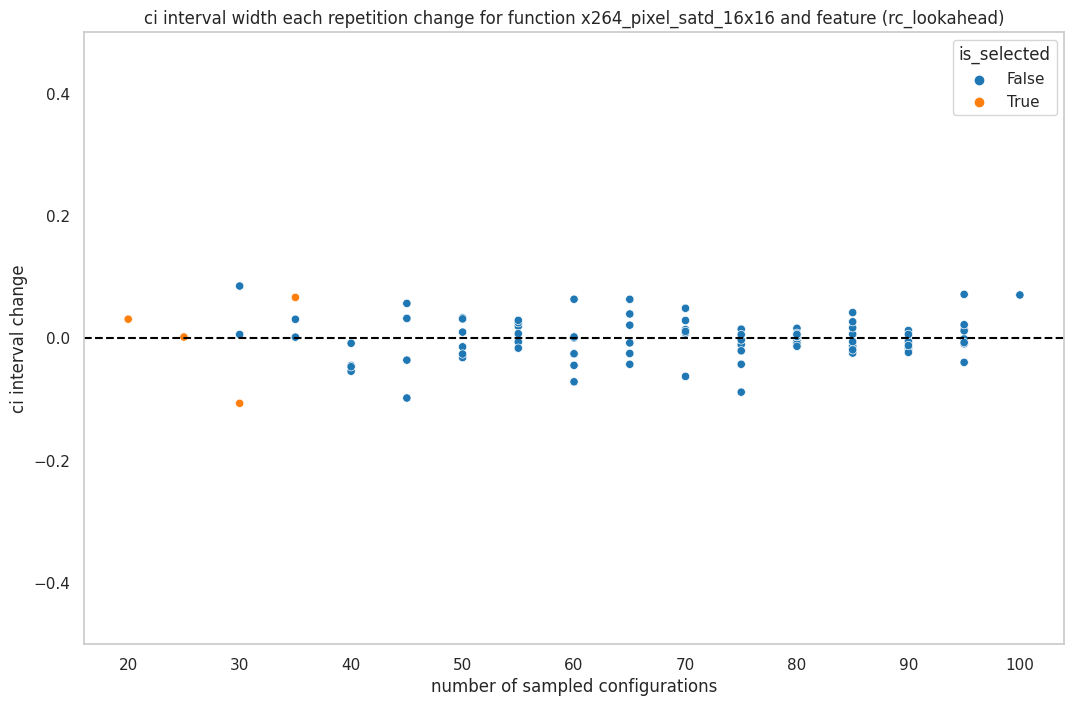 ci interval width each repetition change for function x264_pixel_satd_16x16 and feature (rc_lookahead)
is_selected
False
True
0.4
0.2
0.0
−0.2
−0.4
ci interval change
20 30 40 50 60 70 80 90 100
number of sampled configurations